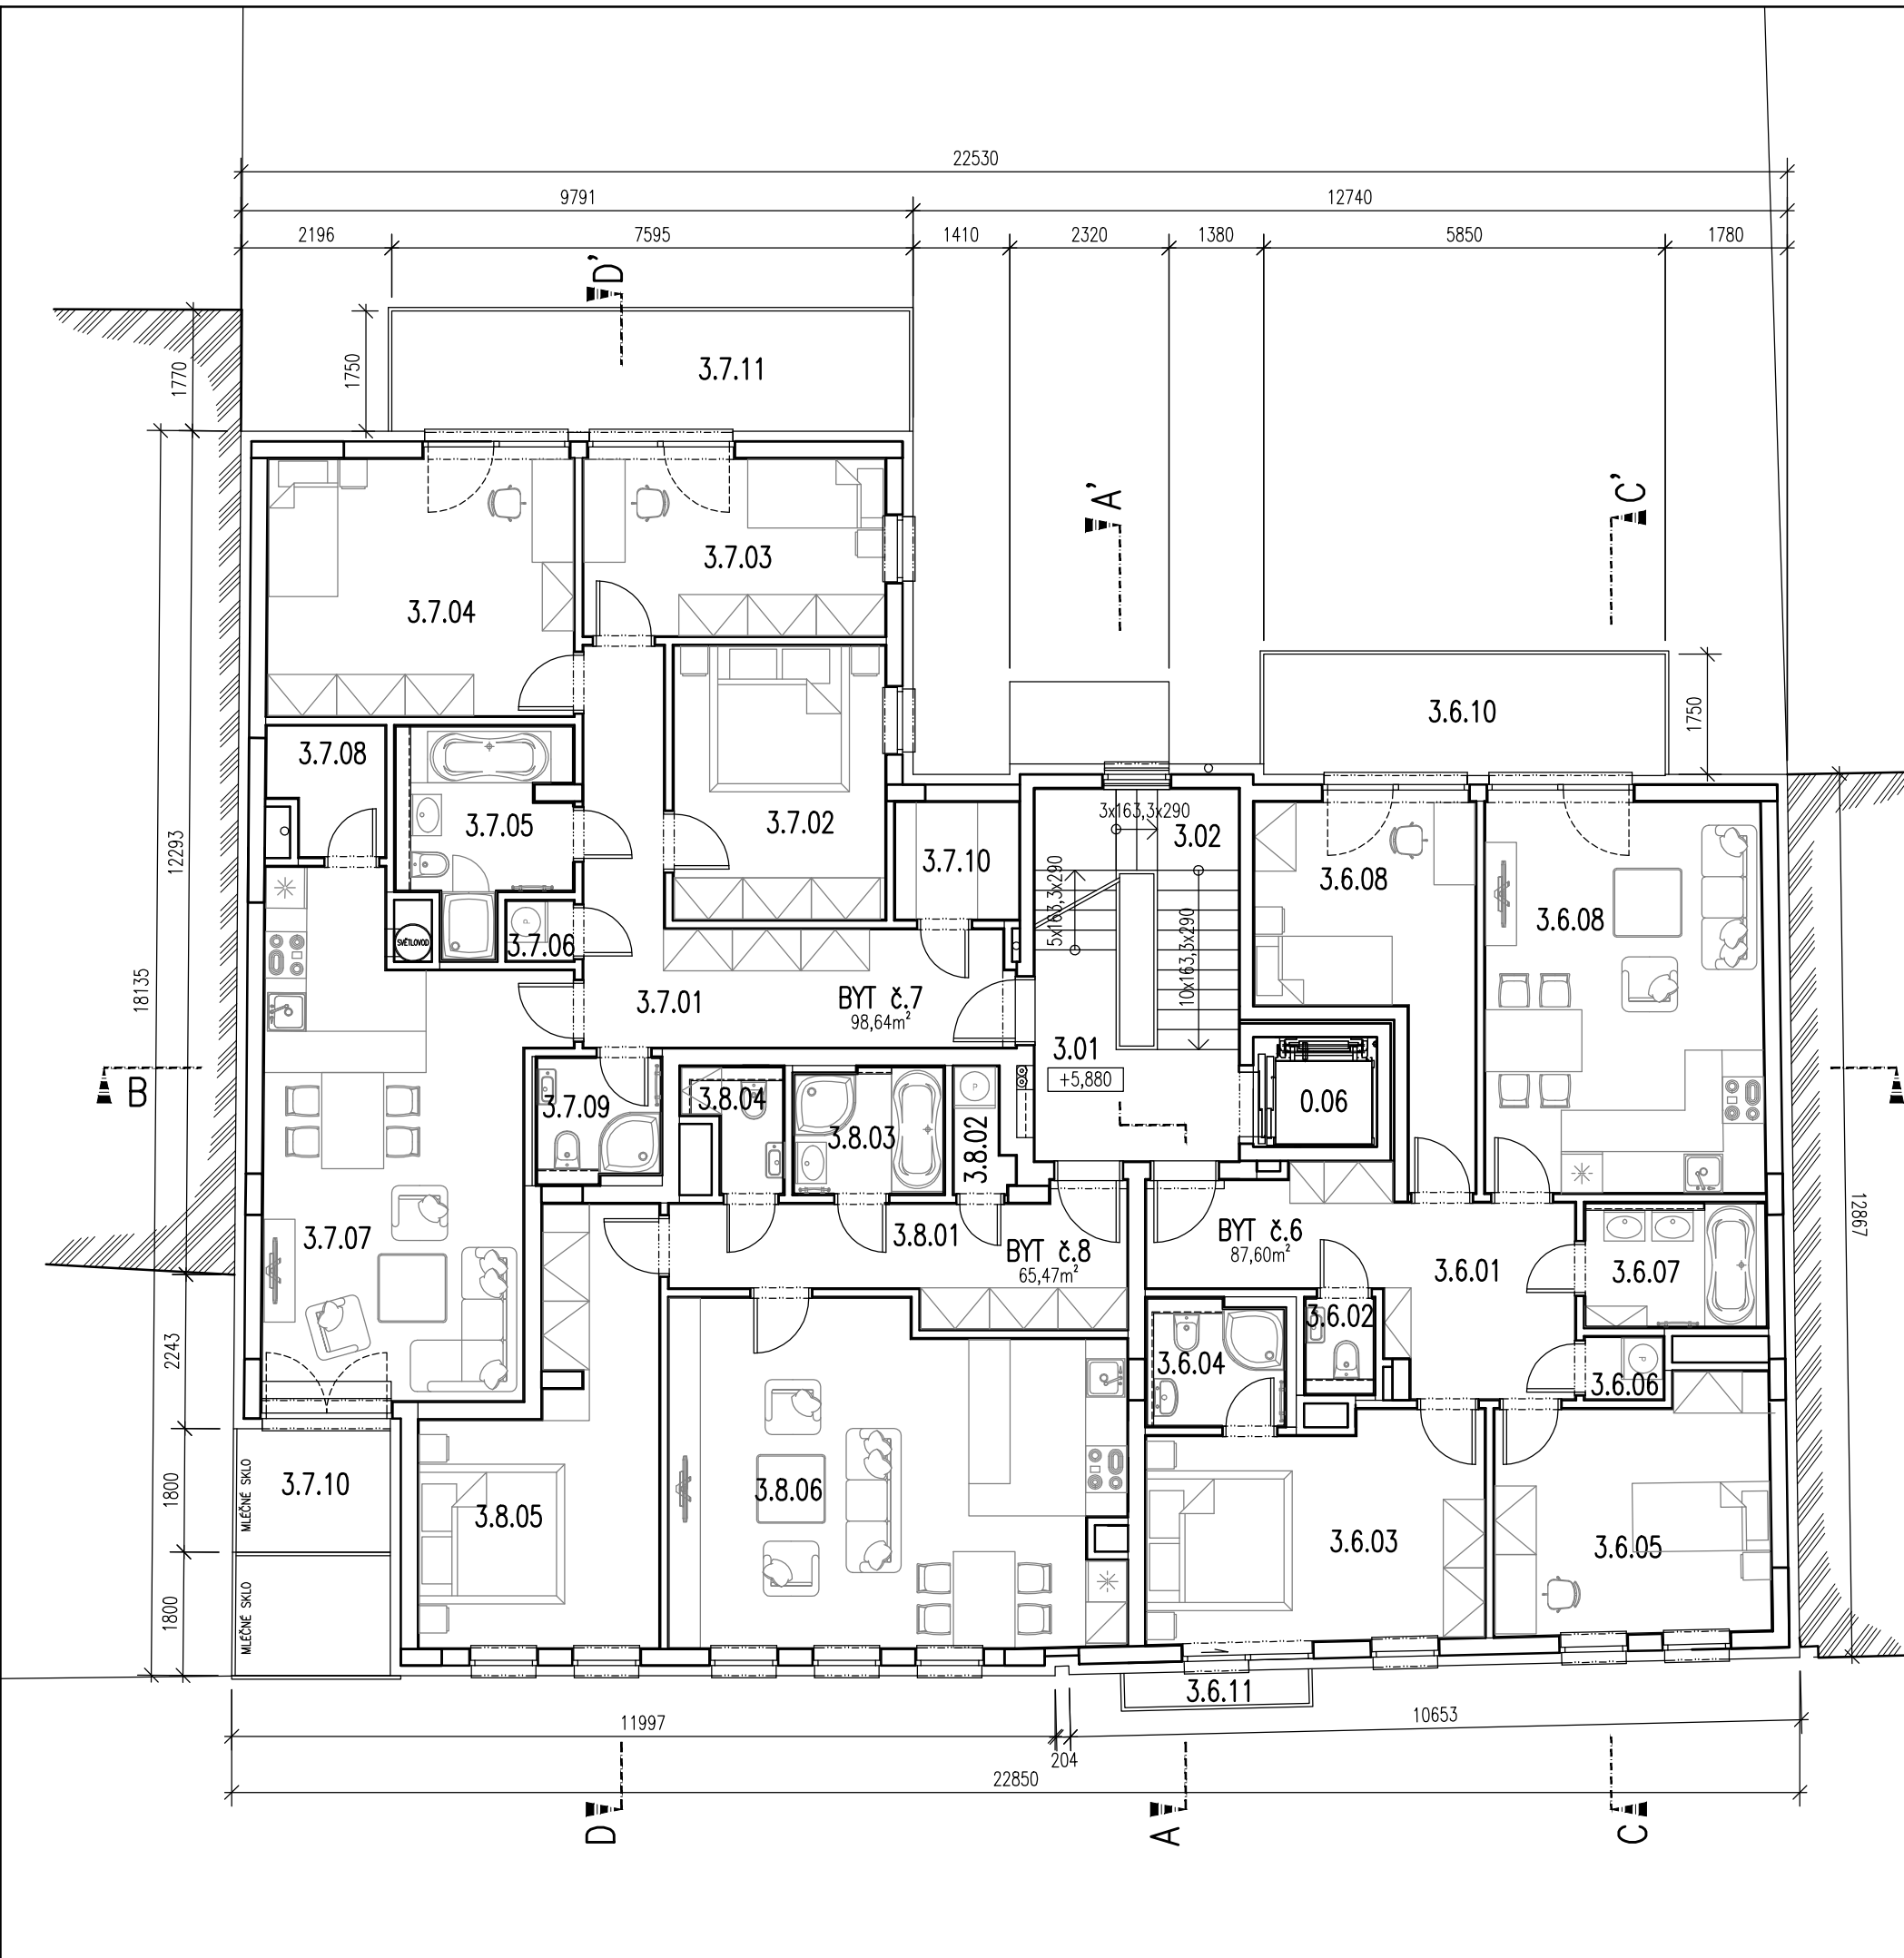 22530
9791
12740
2196
7595
1410
2320
1380
5850
1780
D'
1770
1750
3.7.11
A'
C'
3.7.03
3.7.04
3.6.10
1750
3.7.08
3.7.05
3.7.02
3x163,3x290
3.02
3.7.10
3.6.08
3.6.08
5x163,3x290
10x163,3x290
12293
SVĚTLOVOD
P
3.7.06
18135
3.7.01
BYT č.7
98,64m²
3.01
+5,880
B
0.06
3.7.09
3.8.04
3.8.03
P
3.8.02
3.7.07
3.8.01
BYT č.8
65,47m²
BYT č.6
87,60m²
3.6.01
3.6.07
12867
3.6.02
3.6.04
P
3.6.06
2243
MLÉČNÉ SKLO
3.7.10
1800
3.8.05
3.8.06
3.6.03
3.6.05
MLÉČNÉ SKLO
1800
3.6.11
11997
10653
204
22850
D
A
C